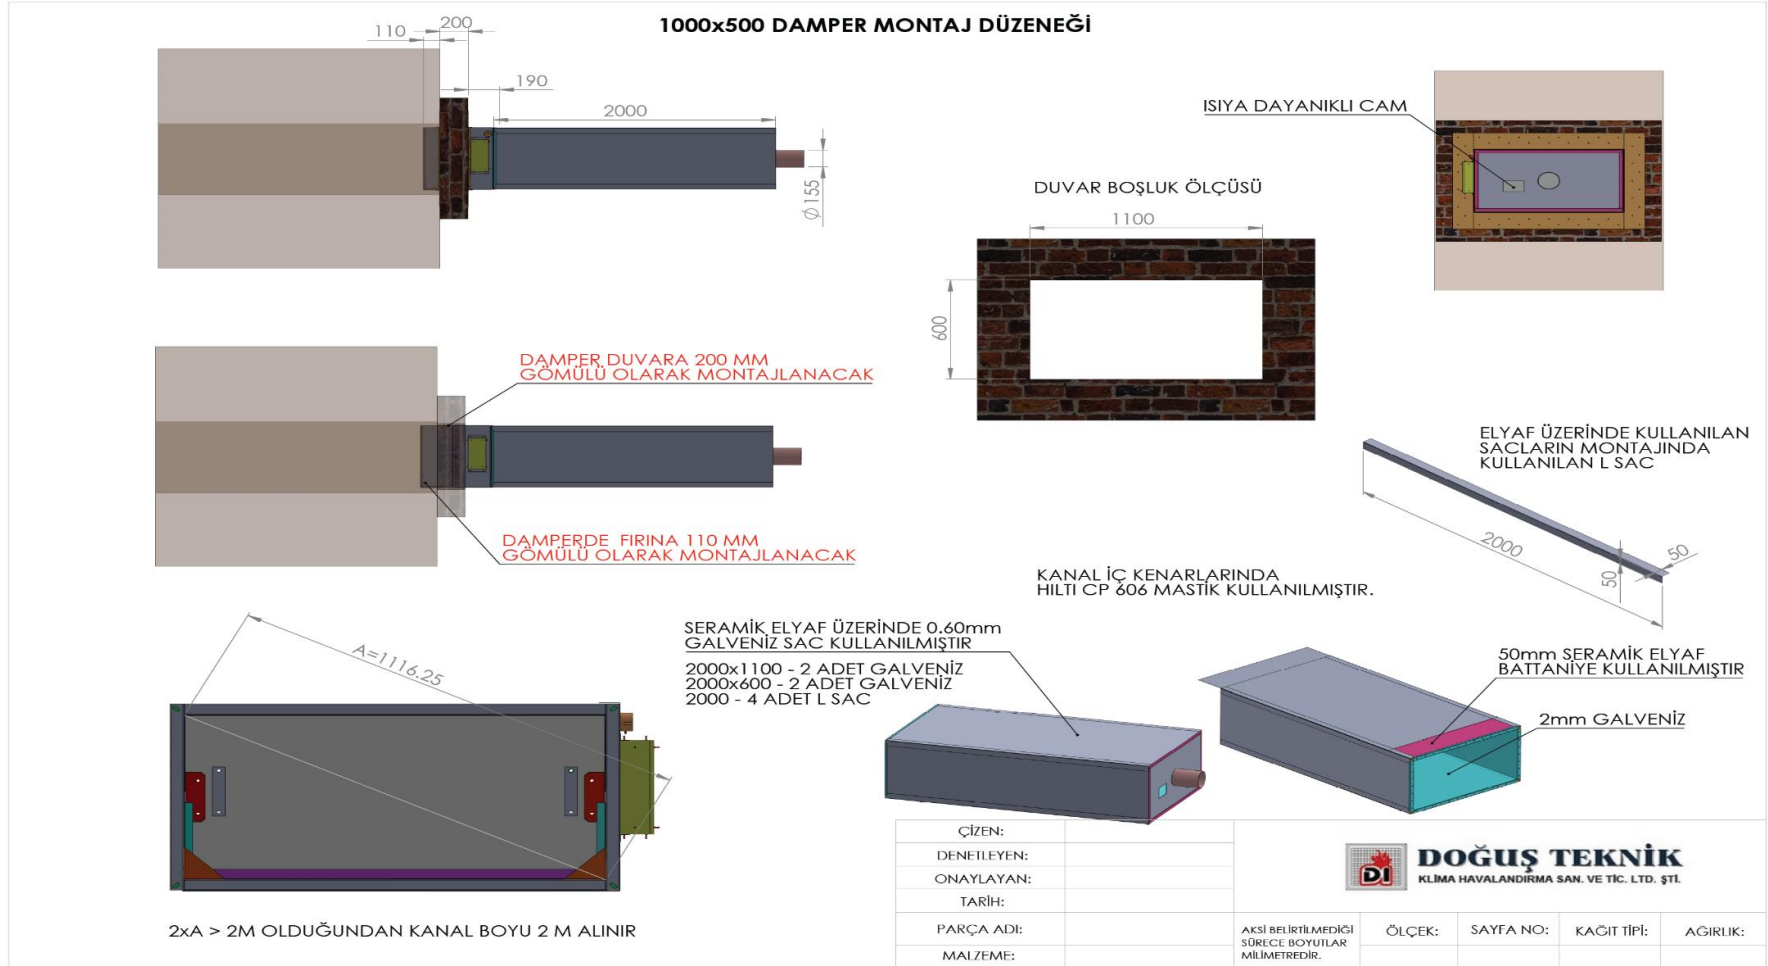 1000x500 DAMPER MONTAJ DÜZENEĞİ
200
110
190
2000
Ø155
ISIYA DAYANIKLI CAM
DUVAR BOŞLUK ÖLÇÜSÜ
1100
600
DAMPER DUVARA 200 MM
GÖMÜLÜ OLARAK MONTAJLANACAK
DAMPERDE FIRINA 110 MM
GÖMÜLÜ OLARAK MONTAJLANACAK
ELYAF ÜZERİNDE KULLANILAN
SACLARIN MONTAJINDA
KULLANILAN L SAC
2000
50
50
KANAL İÇ KENARLARINDA
HILTI CP 606 MASTİK KULLANILMIŞTIR.
A=1116.25
SERAMİK ELYAF ÜZERİNDE 0.60mm
GALVENİZ SAC KULLANILMIŞTIR
2000x1100 - 2 ADET GALVENİZ
2000x600 - 2 ADET GALVENİZ
2000 - 4 ADET L SAC
50mm SERAMİK ELYAF
BATTANİYE KULLANILMIŞTIR
2mm GALVENİZ
2xA > 2M OLDUĞUNDAN KANAL BOYU 2 M ALINIR
ÇİZEN:
DENETLEYEN:
ONAYLAYAN:
TARİH:
PARÇA ADI:
MALZEME:
DI
DOĞUŞ TEKNİK
KLİMA HAVALANDIRMA SAN. VE TİC. LTD. ŞTİ.
AKSİ BELİRTİLMEDİĞİ
SÜRECE BOYUTLAR
MİLİMETREDİR.
ÖLÇEK:
SAYFA NO:
KAĞIT TİPİ:
AĞIRLIK: